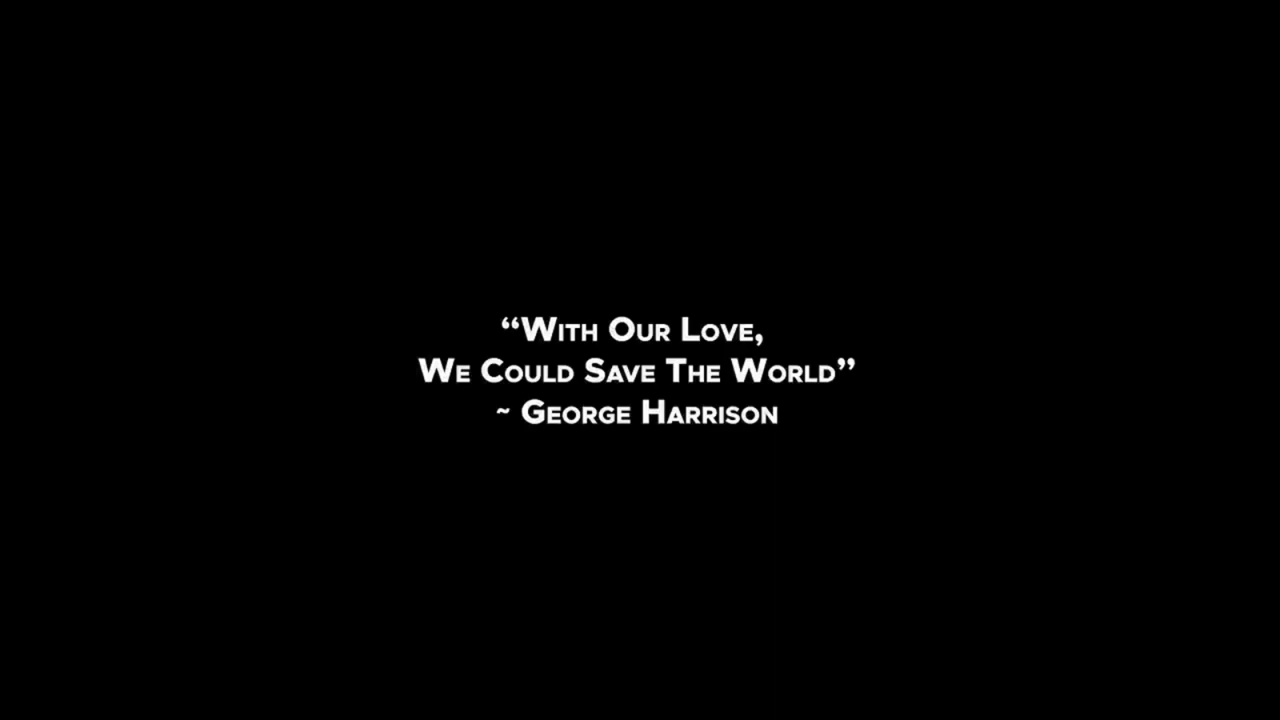 “With Our Love,
We Could Save The World”
~ George Harrison